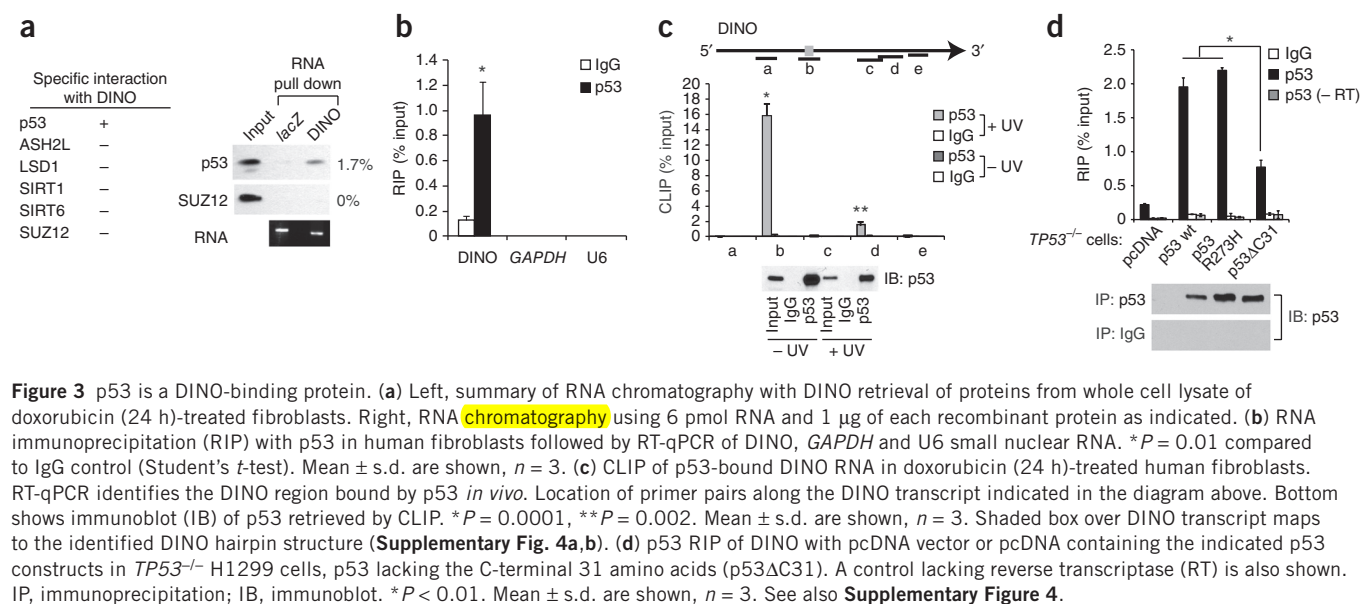 a
Specific interaction
with DINO
p53 +
ASH2L –
LSD1 –
SIRT1 –
SIRT6 –
SUZ12 –
RNA
pull down
Input
lacZ
DINO
p53 1.7%
SUZ12 0%
RNA
b
RIP (% input)
1.4
1.2
1.0
0.8
0.6
0.4
0.2
0
*
IgG
p53
DINO GAPDH U6
c
DINO
5′ 3′
a b c d e
CLIP (% input)
20
18
16
14
12
10
8
6
4
2
0
*
**
p53
IgG
+ UV
p53
IgG
– UV
a b c d e
IB: p53
Input IgG p53 Input IgG p53
– UV + UV
d
RIP (% input)
2.5
2.0
1.5
1.0
0.5
0
*
IgG
p53
p53 (– RT)
TP53–/– cells:
pcDNA
p53 wt
p53
R273H
p53ΔC31
IP: p53
IP: IgG
IB: p53
Figure 3 p53 is a DINO-binding protein. (a) Left, summary of RNA chromatography with DINO retrieval of proteins from whole cell lysate of
doxorubicin (24 h)-treated fibroblasts. Right, RNA chromatography using 6 pmol RNA and 1 μg of each recombinant protein as indicated. (b) RNA
immunoprecipitation (RIP) with p53 in human fibroblasts followed by RT-qPCR of DINO, GAPDH and U6 small nuclear RNA. *P = 0.01 compared
to IgG control (Student's t-test). Mean ± s.d. are shown, n = 3. (c) CLIP of p53-bound DINO RNA in doxorubicin (24 h)-treated human fibroblasts.
RT-qPCR identifies the DINO region bound by p53 in vivo. Location of primer pairs along the DINO transcript indicated in the diagram above. Bottom
shows immunoblot (IB) of p53 retrieved by CLIP. *P = 0.0001, **P = 0.002. Mean ± s.d. are shown, n = 3. Shaded box over DINO transcript maps
to the identified DINO hairpin structure (Supplementary Fig. 4a,b). (d) p53 RIP of DINO with pcDNA vector or pcDNA containing the indicated p53
constructs in TP53–/– H1299 cells, p53 lacking the C-terminal 31 amino acids (p53ΔC31). A control lacking reverse transcriptase (RT) is also shown.
IP, immunoprecipitation; IB, immunoblot. *P < 0.01. Mean ± s.d. are shown, n = 3. See also Supplementary Figure 4.